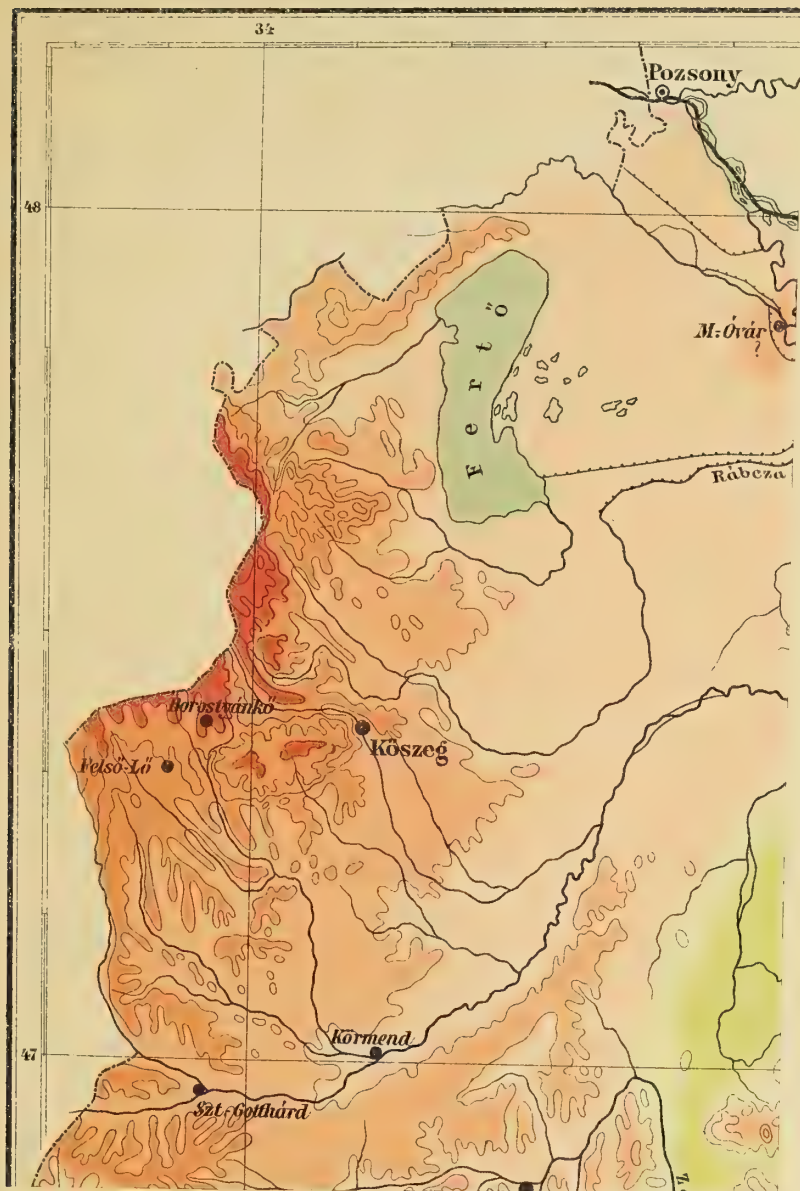 34
Pozsony
48
M:Óvár
?
Fertő
Rábcza
Borostyánkő
Kőszeg
Felső-Lő
Körmend
47
Szt.-Gotthárd
Z